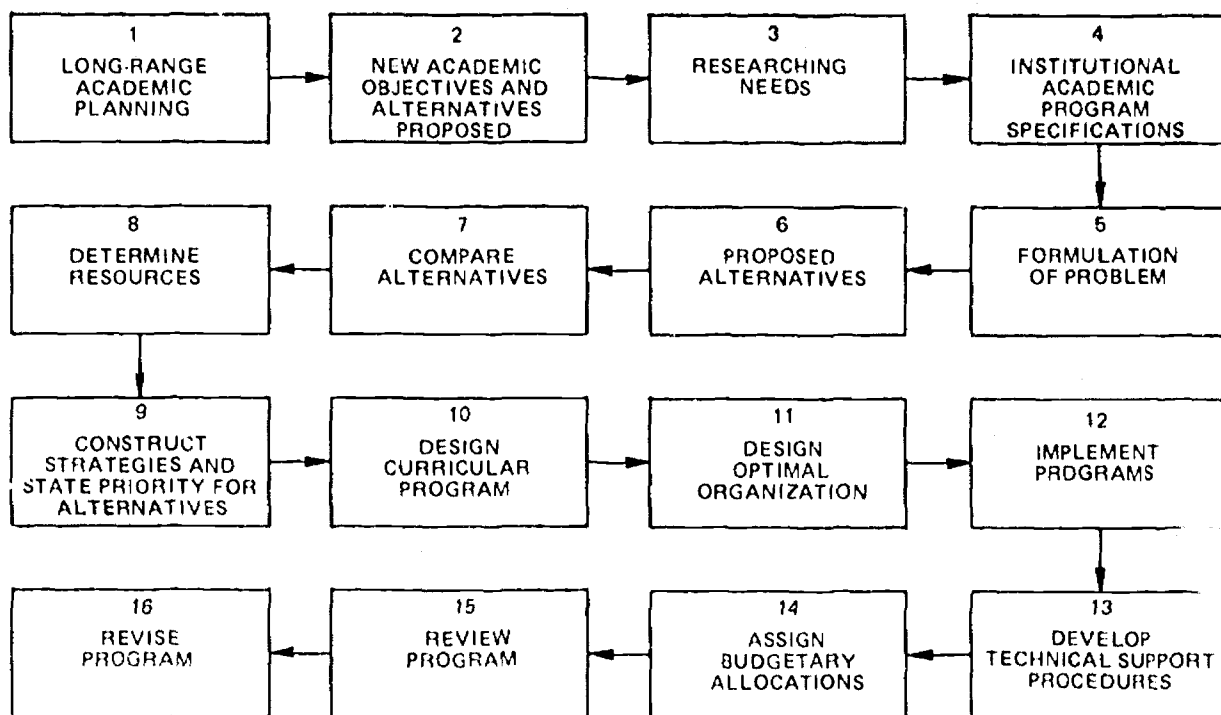 1
LONG-RANGE
ACADEMIC
PLANNING
2
NEW ACADEMIC
OBJECTIVES AND
ALTERNATIVES
PROPOSED
3
RESEARCHING
NEEDS
4
INSTITUTIONAL
ACADEMIC
PROGRAM
SPECIFICATIONS
8
DETERMINE
RESOURCES
7
COMPARE
ALTERNATIVES
6
PROPOSED
ALTERNATIVES
5
FORMULATION
OF PROBLEM
9
CONSTRUCT
STRATEGIES AND
STATE PRIORITY FOR
ALTERNATIVES
10
DESIGN
CURRICULAR
PROGRAM
11
DESIGN
OPTIMAL
ORGANIZATION
12
IMPLEMENT
PROGRAMS
16
REVISE
PROGRAM
15
REVIEW
PROGRAM
14
ASSIGN
BUDGETARY
ALLOCATIONS
13
DEVELOP
TECHNICAL SUPPORT
PROCEDURES